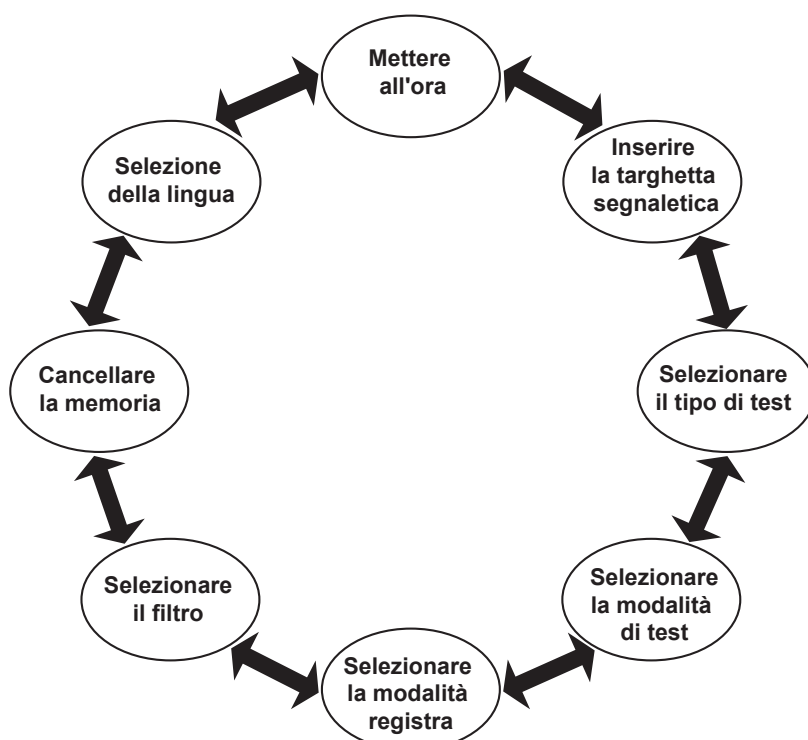 Mettere
all'ora
Inserire
la targhetta
segnaletica
Selezionare
il tipo di test
Selezionare
la modalità
di test
Selezionare
la modalità
registra
Selezionare
il filtro
Cancellare
la memoria
Selezione
della lingua